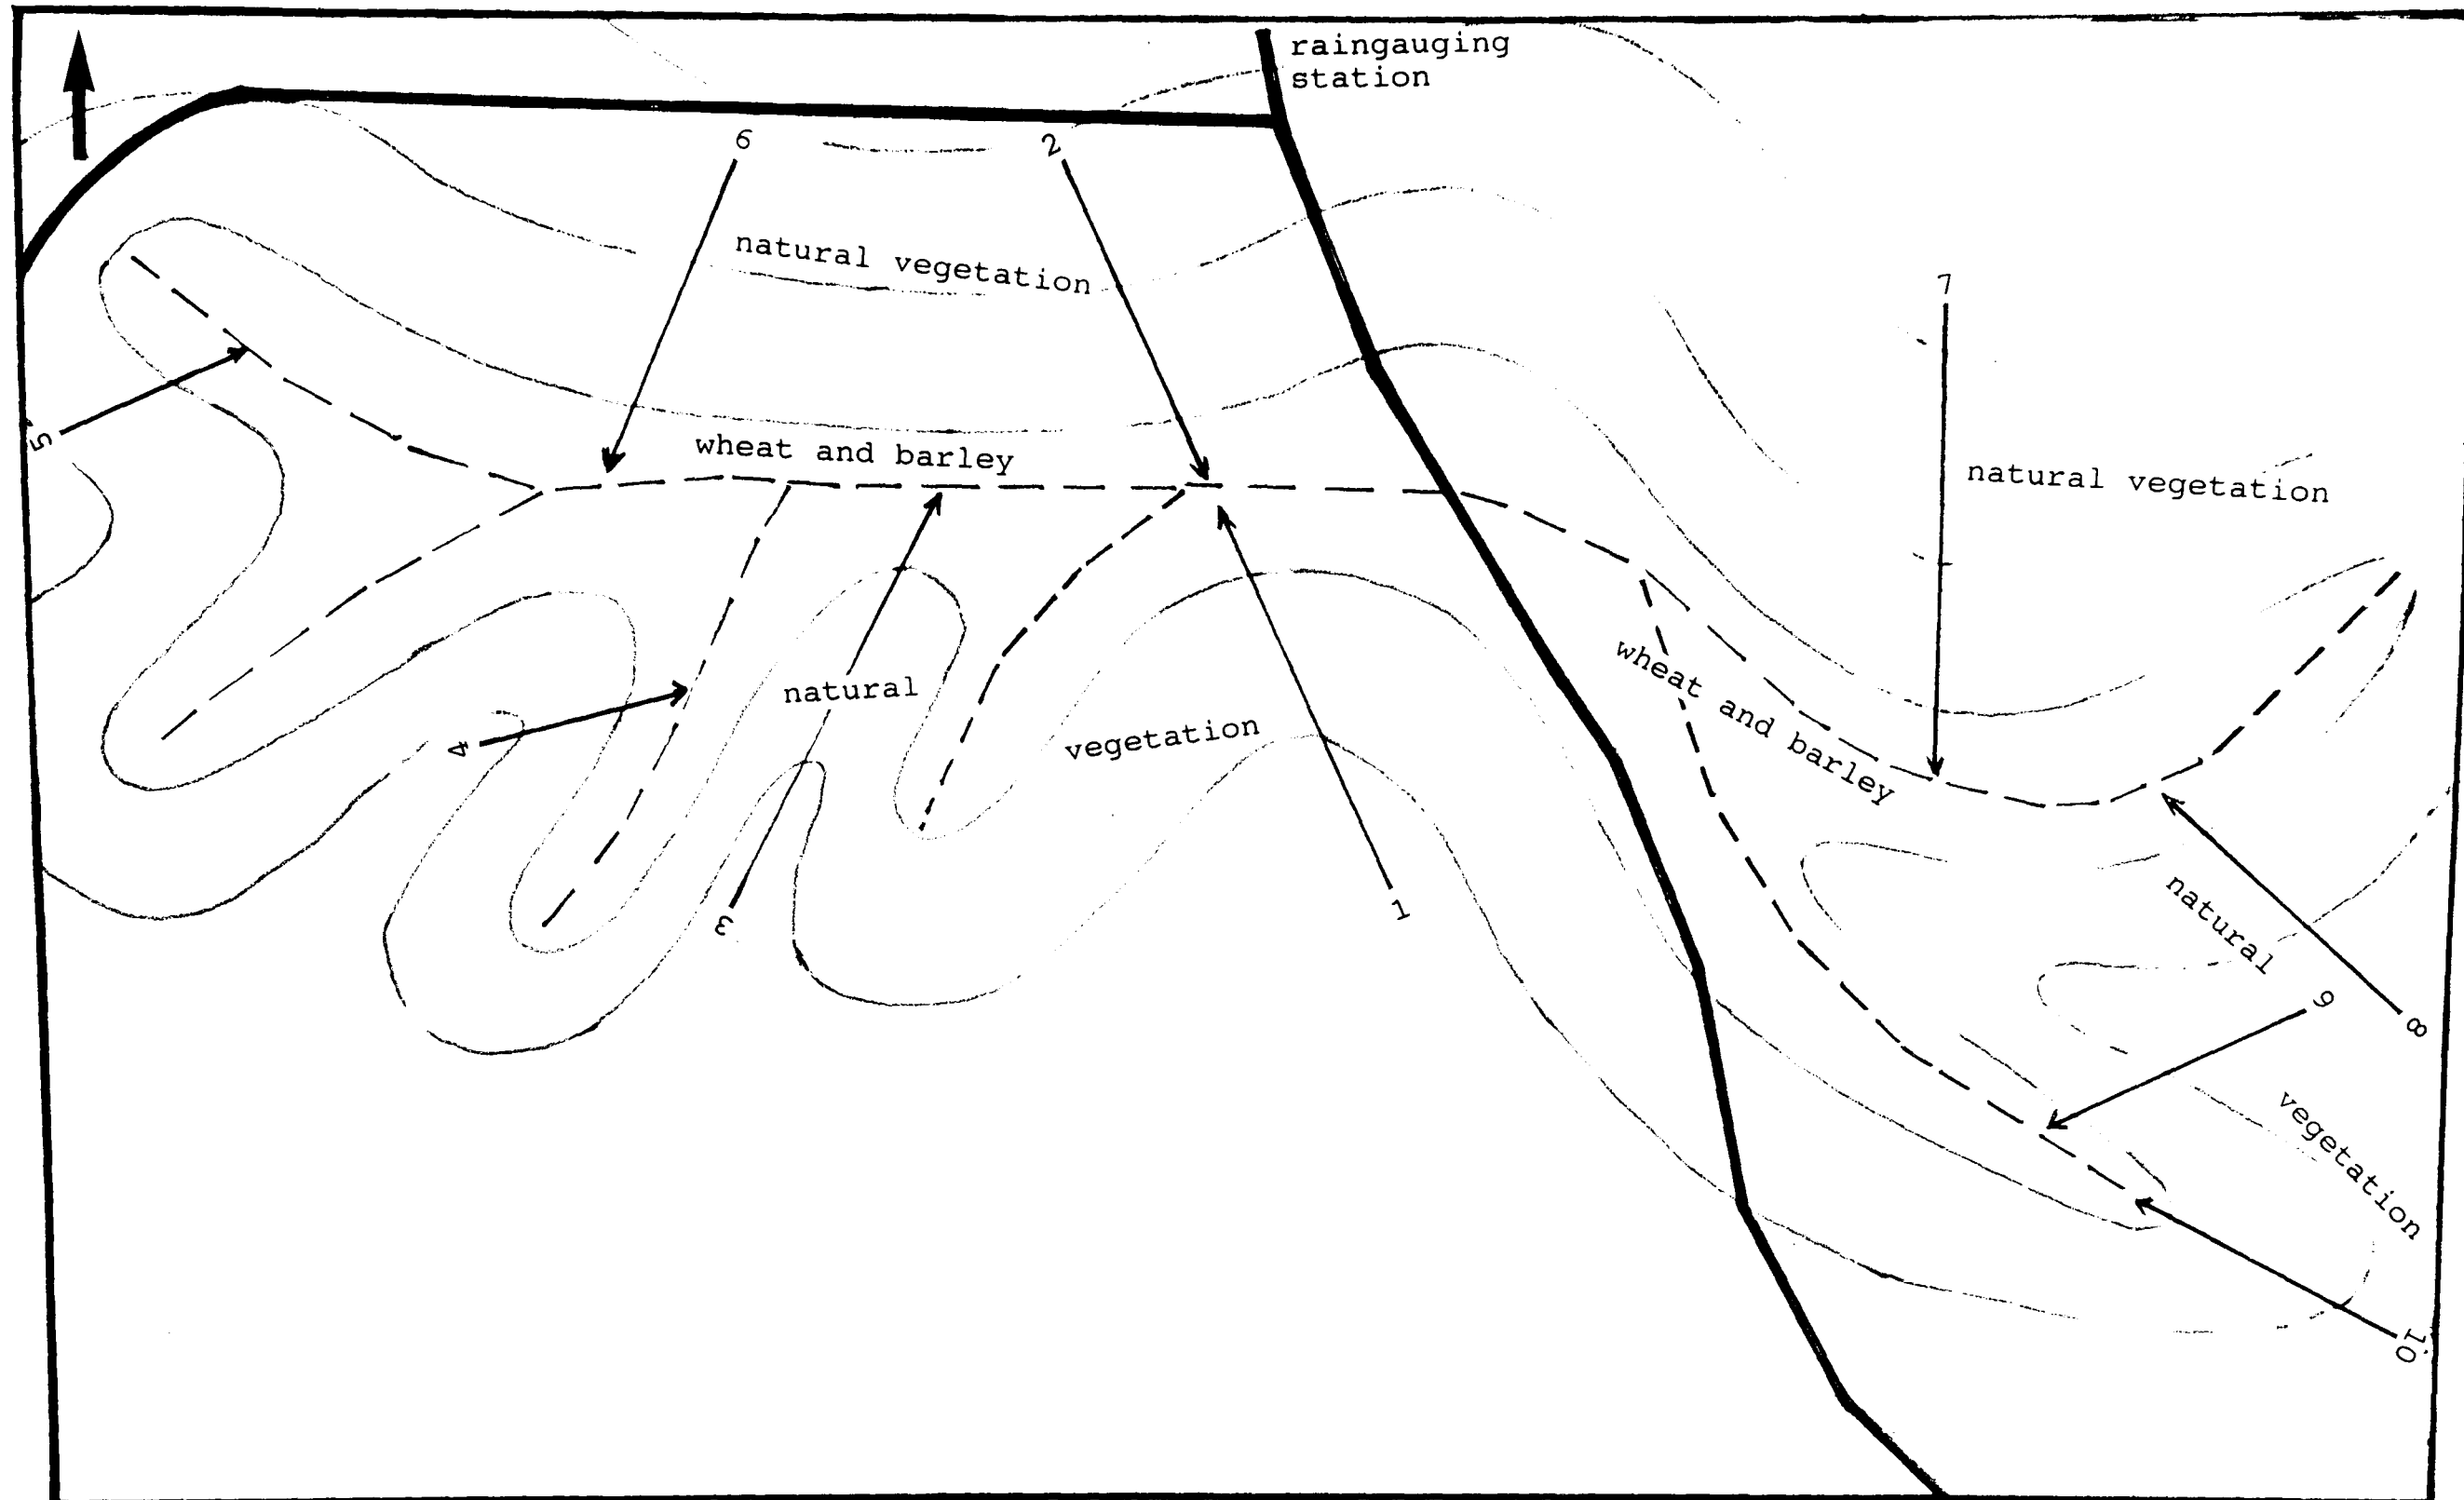 raingauging
station
6
2
natural vegetation
7
5
wheat and barley
natural vegetation
natural
4
vegetation
wheat and barley
3
1
natural
9
8
vegetation
10